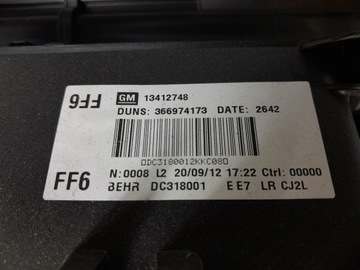 FF6
GM 13412748
DUNS: 366974173 DATE: 2642
▯DC3180012KKC08▯
FF6
N:0008 L2 20/09/12 17:22 Ctrl: 00000
BEHR DC318001 E E7 LR CJ2L